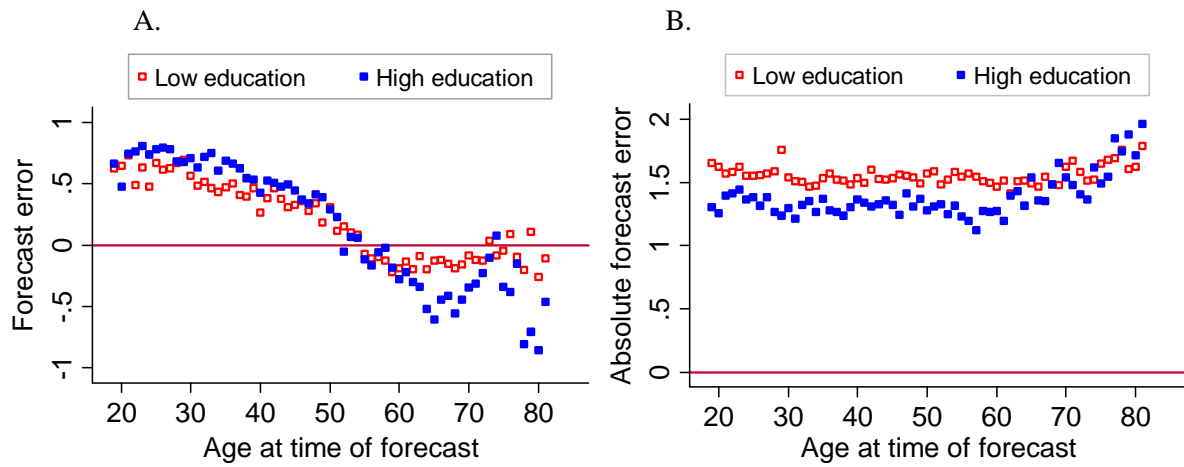 A.
Low education
High education
Forecast error
1
.5
0
-.5
-1
20 30 40 50 60 70 80
Age at time of forecast
B.
Low education
High education
Absolute forecast error
2
1.5
1
.5
0
20 30 40 50 60 70 80
Age at time of forecast